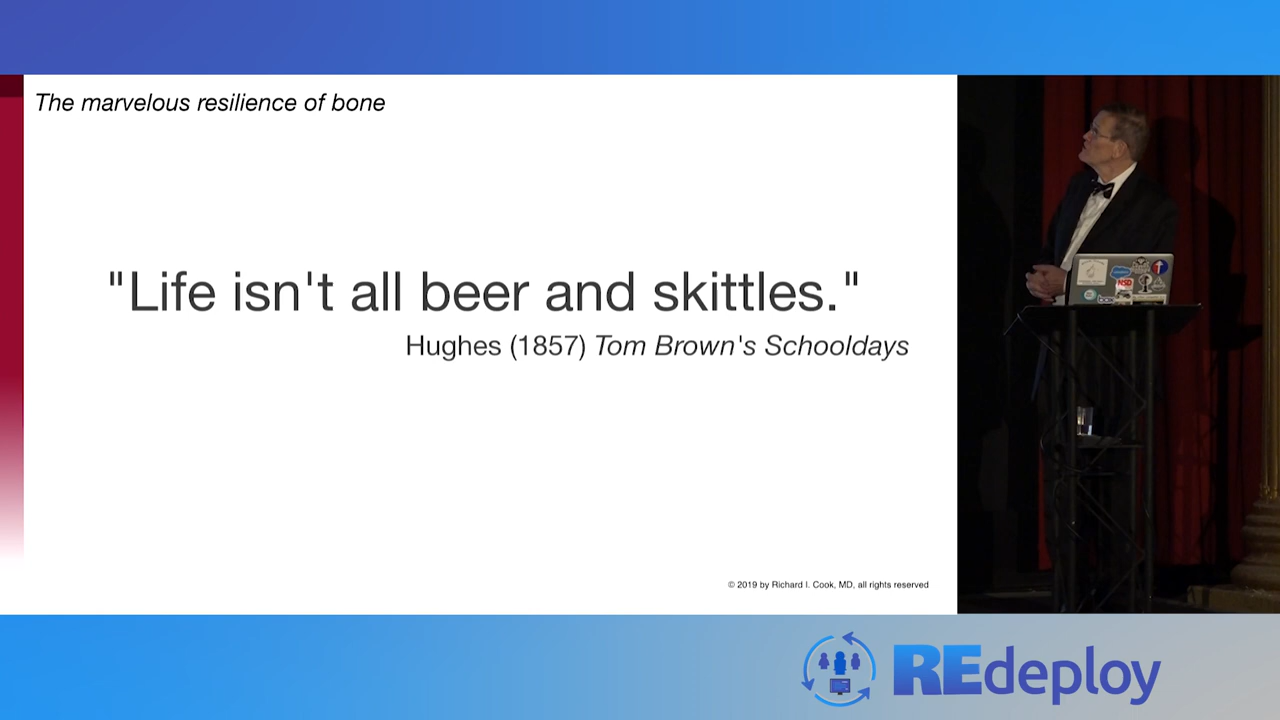 The marvelous resilience of bone
"Life isn't all beer and skittles."
Hughes (1857) Tom Brown's Schooldays
NSD
© 2019 by Richard I. Cook, MD, all rights reserved
REdeploy